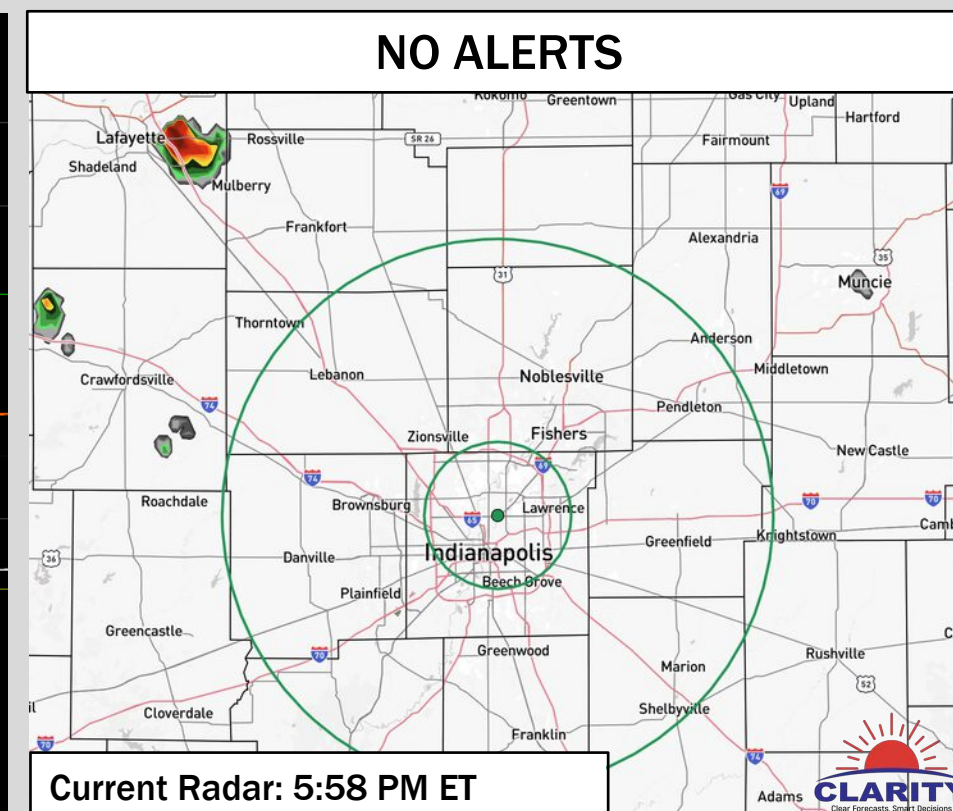 NO ALERTS
Kokomo
Greentown
Gas City
Upland
Hartford
Lafayette
Rossville
SR 26
Fairmount
Shadeland
Mulberry
69
Frankfort
Alexandria
35
31
Muncie
Thorntown
Anderson
Lebanon
Noblesville
Middletown
Crawfordsville
74
Pendleton
Zionsville
Fishers
New Castle
69
74
Roachdale
Brownsburg
Lawrence
65
70
70
Camb
Knightstown
Greenfield
Indianapolis
36
Danville
Beech Grove
Plainfield
Greencastle
Greenwood
70
Rushville
Marion
52
Cloverdale
Shelbyville
Franklin
70
74
Current Radar: 5:58 PM ET
Adams
CLARITY
Clear Forecasts. Smart Decisions